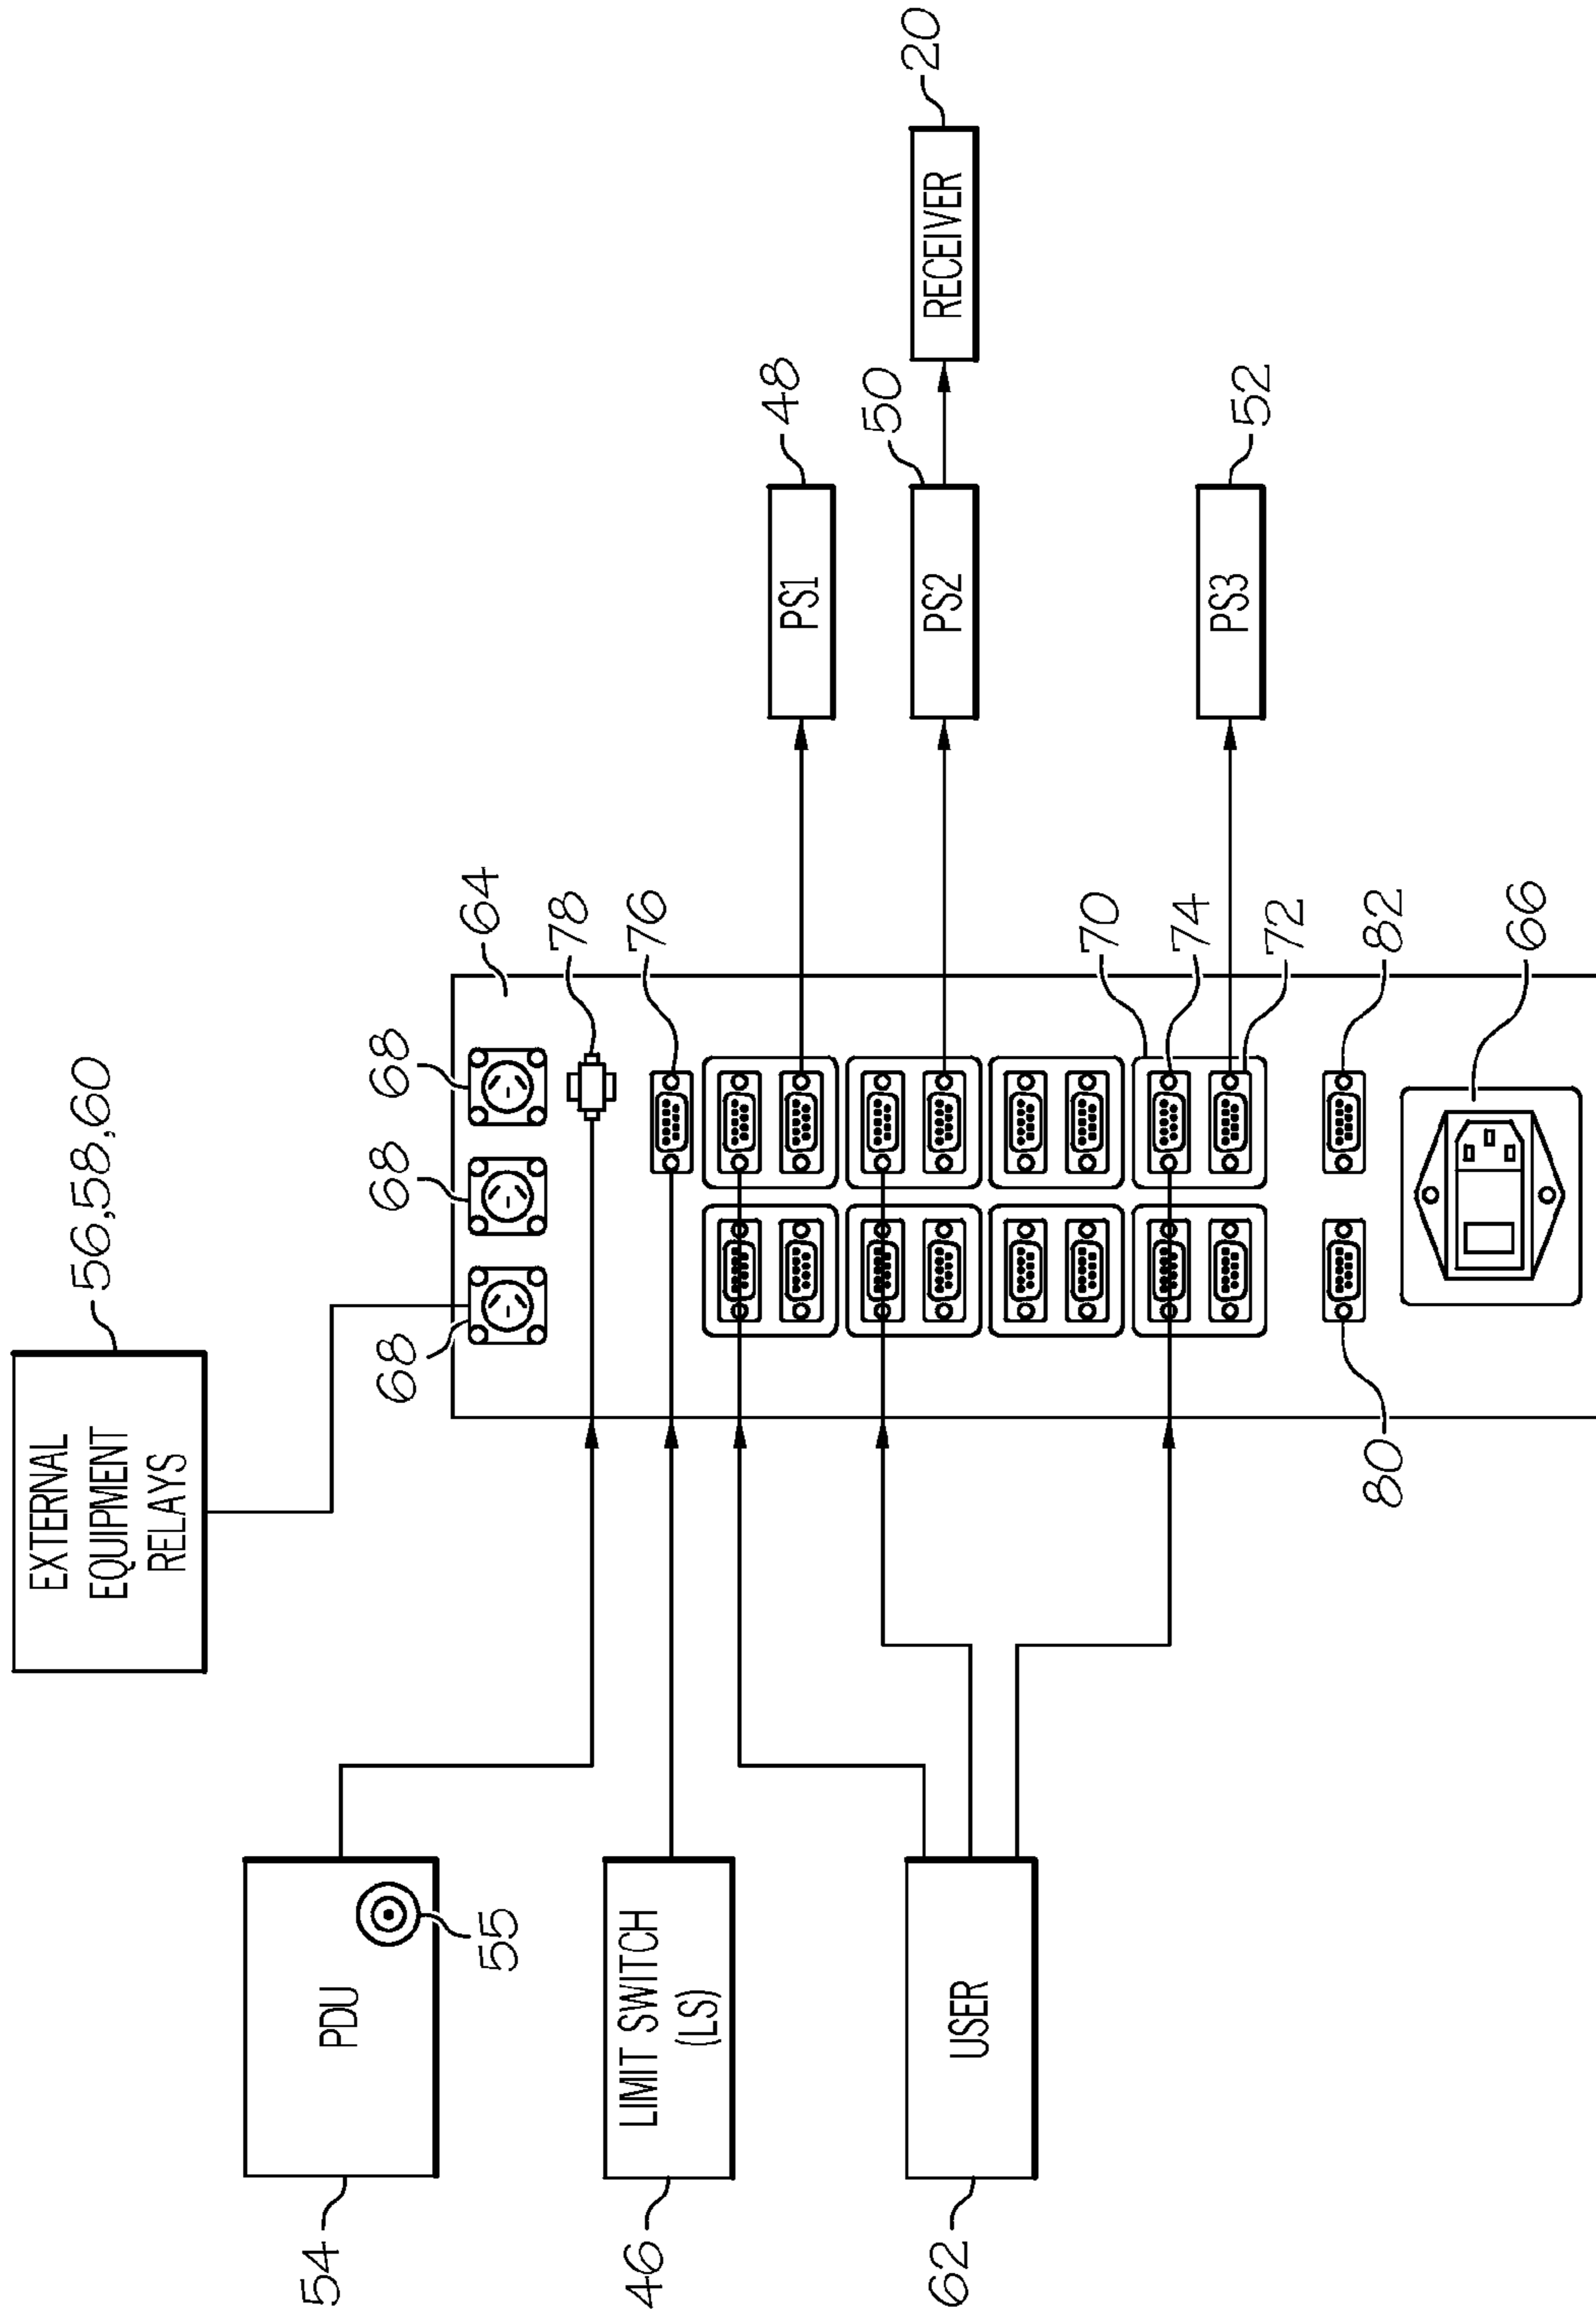 EXTERNAL
EQUIPMENT
RELAYS
56,58,60
68
68
68
64
78
76
PDU
54
55
LIMIT SWITCH
(LS)
46
USER
62
PS1
48
PS2
50
RECEIVER
20
PS3
52
70
74
72
80
82
66